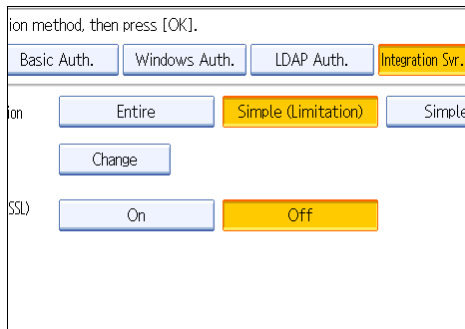 ion method, then press [OK].
Basic Auth. Windows Auth. LDAP Auth. Integration Svr.
ion Entire Simple (Limitation) Simple
Change
SSL) On Off